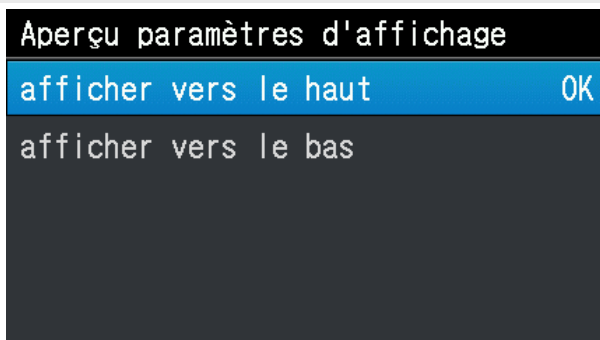 Aperçu paramètres d'affichage
afficher vers le haut OK
afficher vers le bas